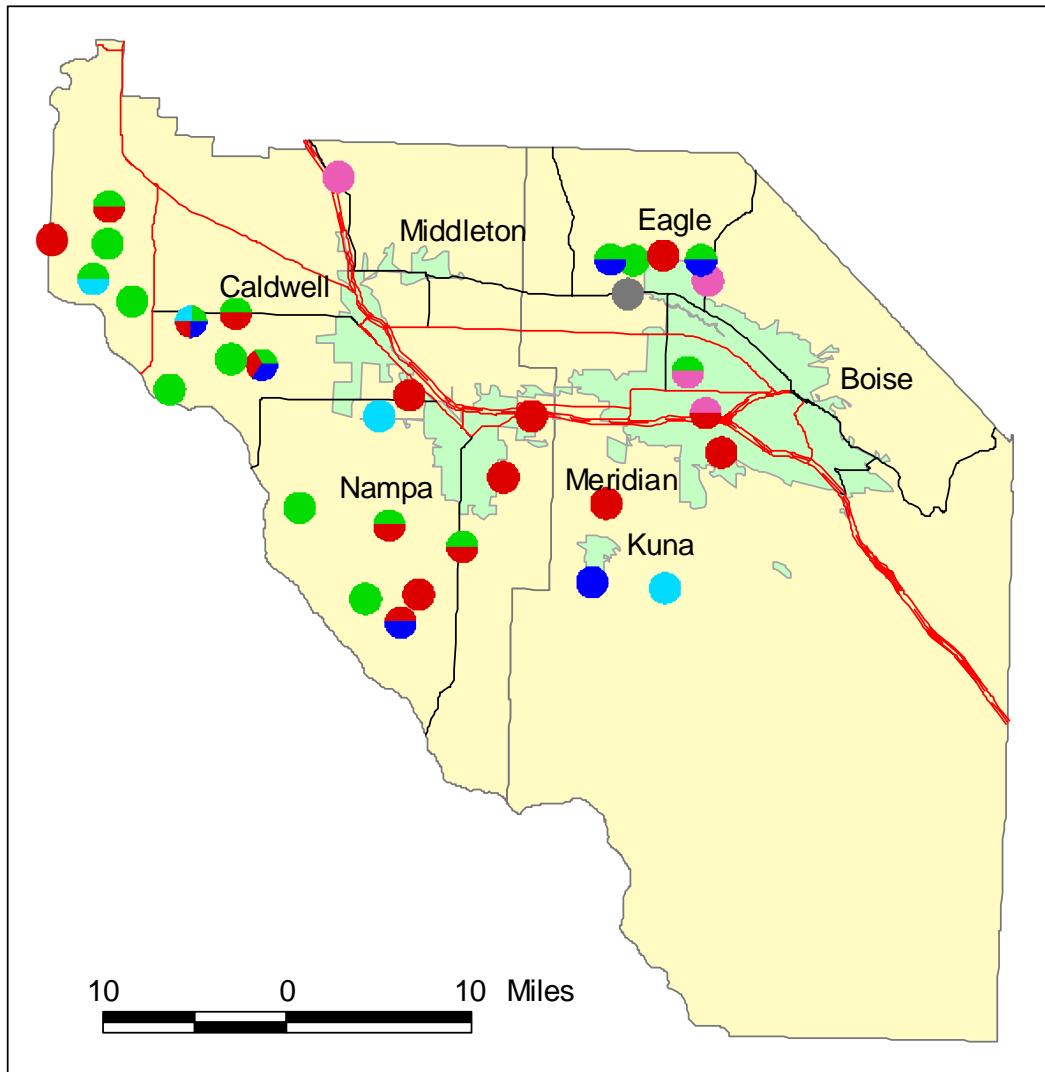 Eagle
Middleton
Caldwell
Boise
Nampa
Meridian
Kuna
10 0 10 Miles